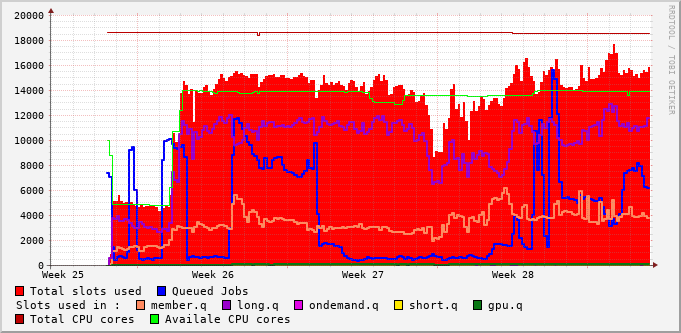 20000
18000
16000
14000
12000
10000
8000
6000
4000
2000
0
Week 25 Week 26 Week 27 Week 28
RRDTOOL / TOBI OETIKER
Total slots used Queued Jobs
Slots used in : member.q long.q ondemand.q short.q gpu.q
Total CPU cores Availale CPU cores